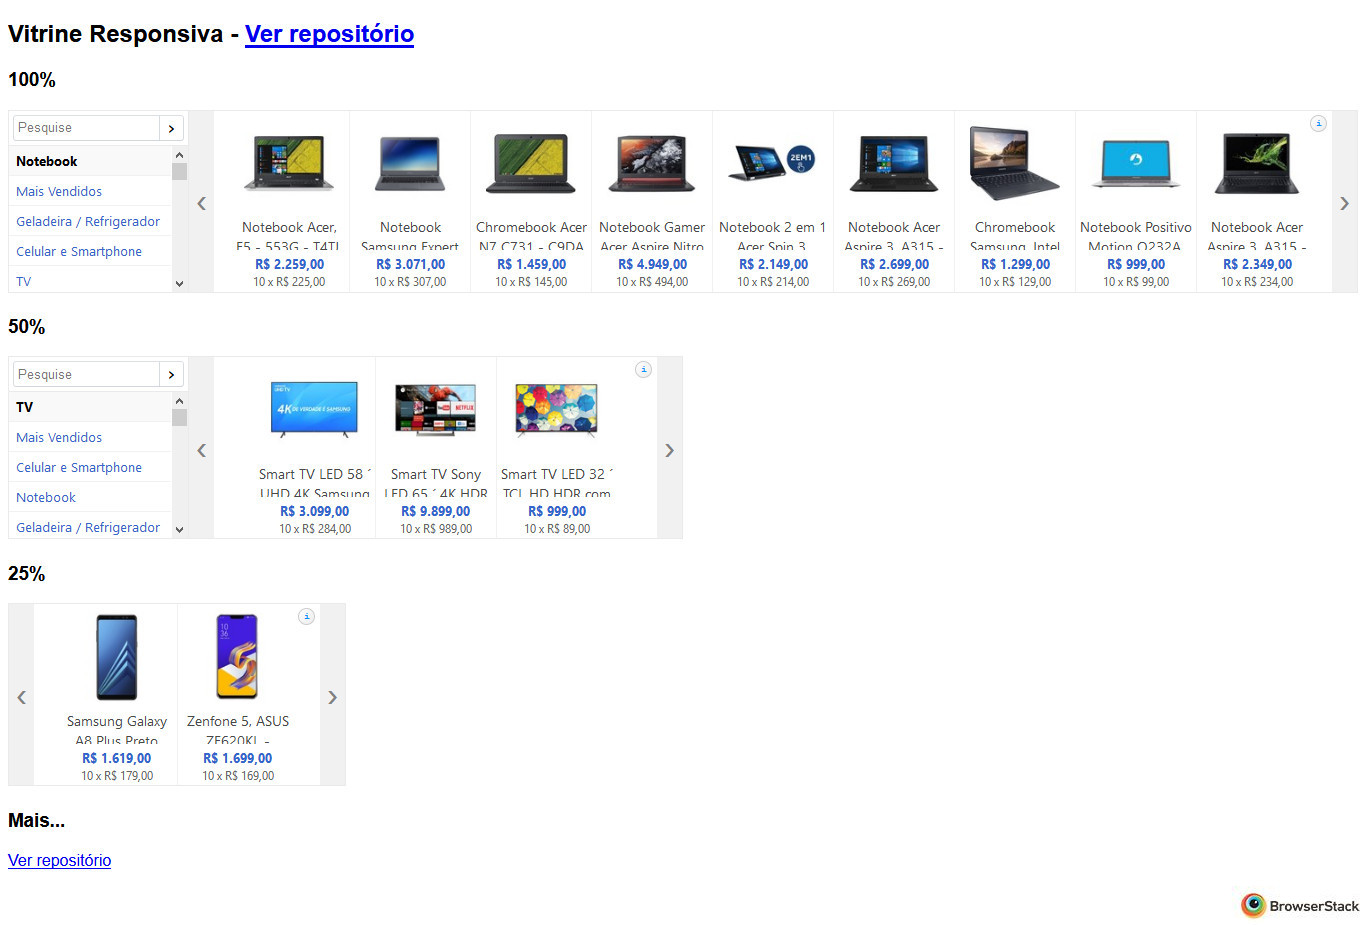 Vitrine Responsiva - Ver repositório
100%
Pesquise
Notebook
Mais Vendidos
Geladeira / Refrigerador
Celular e Smartphone
TV
2EM1
Notebook Acer,
E5 - 553G - T4TJ
R$ 2.259,00
10 x R$ 225,00
Notebook
Samsung Expert
R$ 3.071,00
10 x R$ 307,00
Chromebook Acer
N7 C731 - C9DA
R$ 1.459,00
10 x R$ 145,00
Notebook Gamer
Acer Aspire Nitro
R$ 4.949,00
10 x R$ 494,00
Notebook 2 em 1
Acer Spin 3
R$ 2.149,00
10 x R$ 214,00
Notebook Acer
Aspire 3, A315 -
R$ 2.699,00
10 x R$ 269,00
Chromebook
Samsung, Intel
R$ 1.299,00
10 x R$ 129,00
Notebook Positivo
Motion Q232A
R$ 999,00
10 x R$ 99,00
Notebook Acer
Aspire 3, A315 -
R$ 2.349,00
10 x R$ 234,00
50%
Pesquise
TV
Mais Vendidos
Celular e Smartphone
Notebook
Geladeira / Refrigerador
4K DE VERDADE É SAMSUNG
NETFLIX
Smart TV LED 58 ´
UHD 4K Samsung
R$ 3.099,00
10 x R$ 284,00
Smart TV Sony
LED 65 ´ 4K HDR
R$ 9.899,00
10 x R$ 989,00
Smart TV LED 32 ´
TCL HD HDR com
R$ 999,00
10 x R$ 89,00
25%
Samsung Galaxy
A8 Plus Preto
R$ 1.619,00
10 x R$ 179,00
Zenfone 5, ASUS
ZE620KL -
R$ 1.699,00
10 x R$ 169,00
Mais...
Ver repositório
BrowserStack